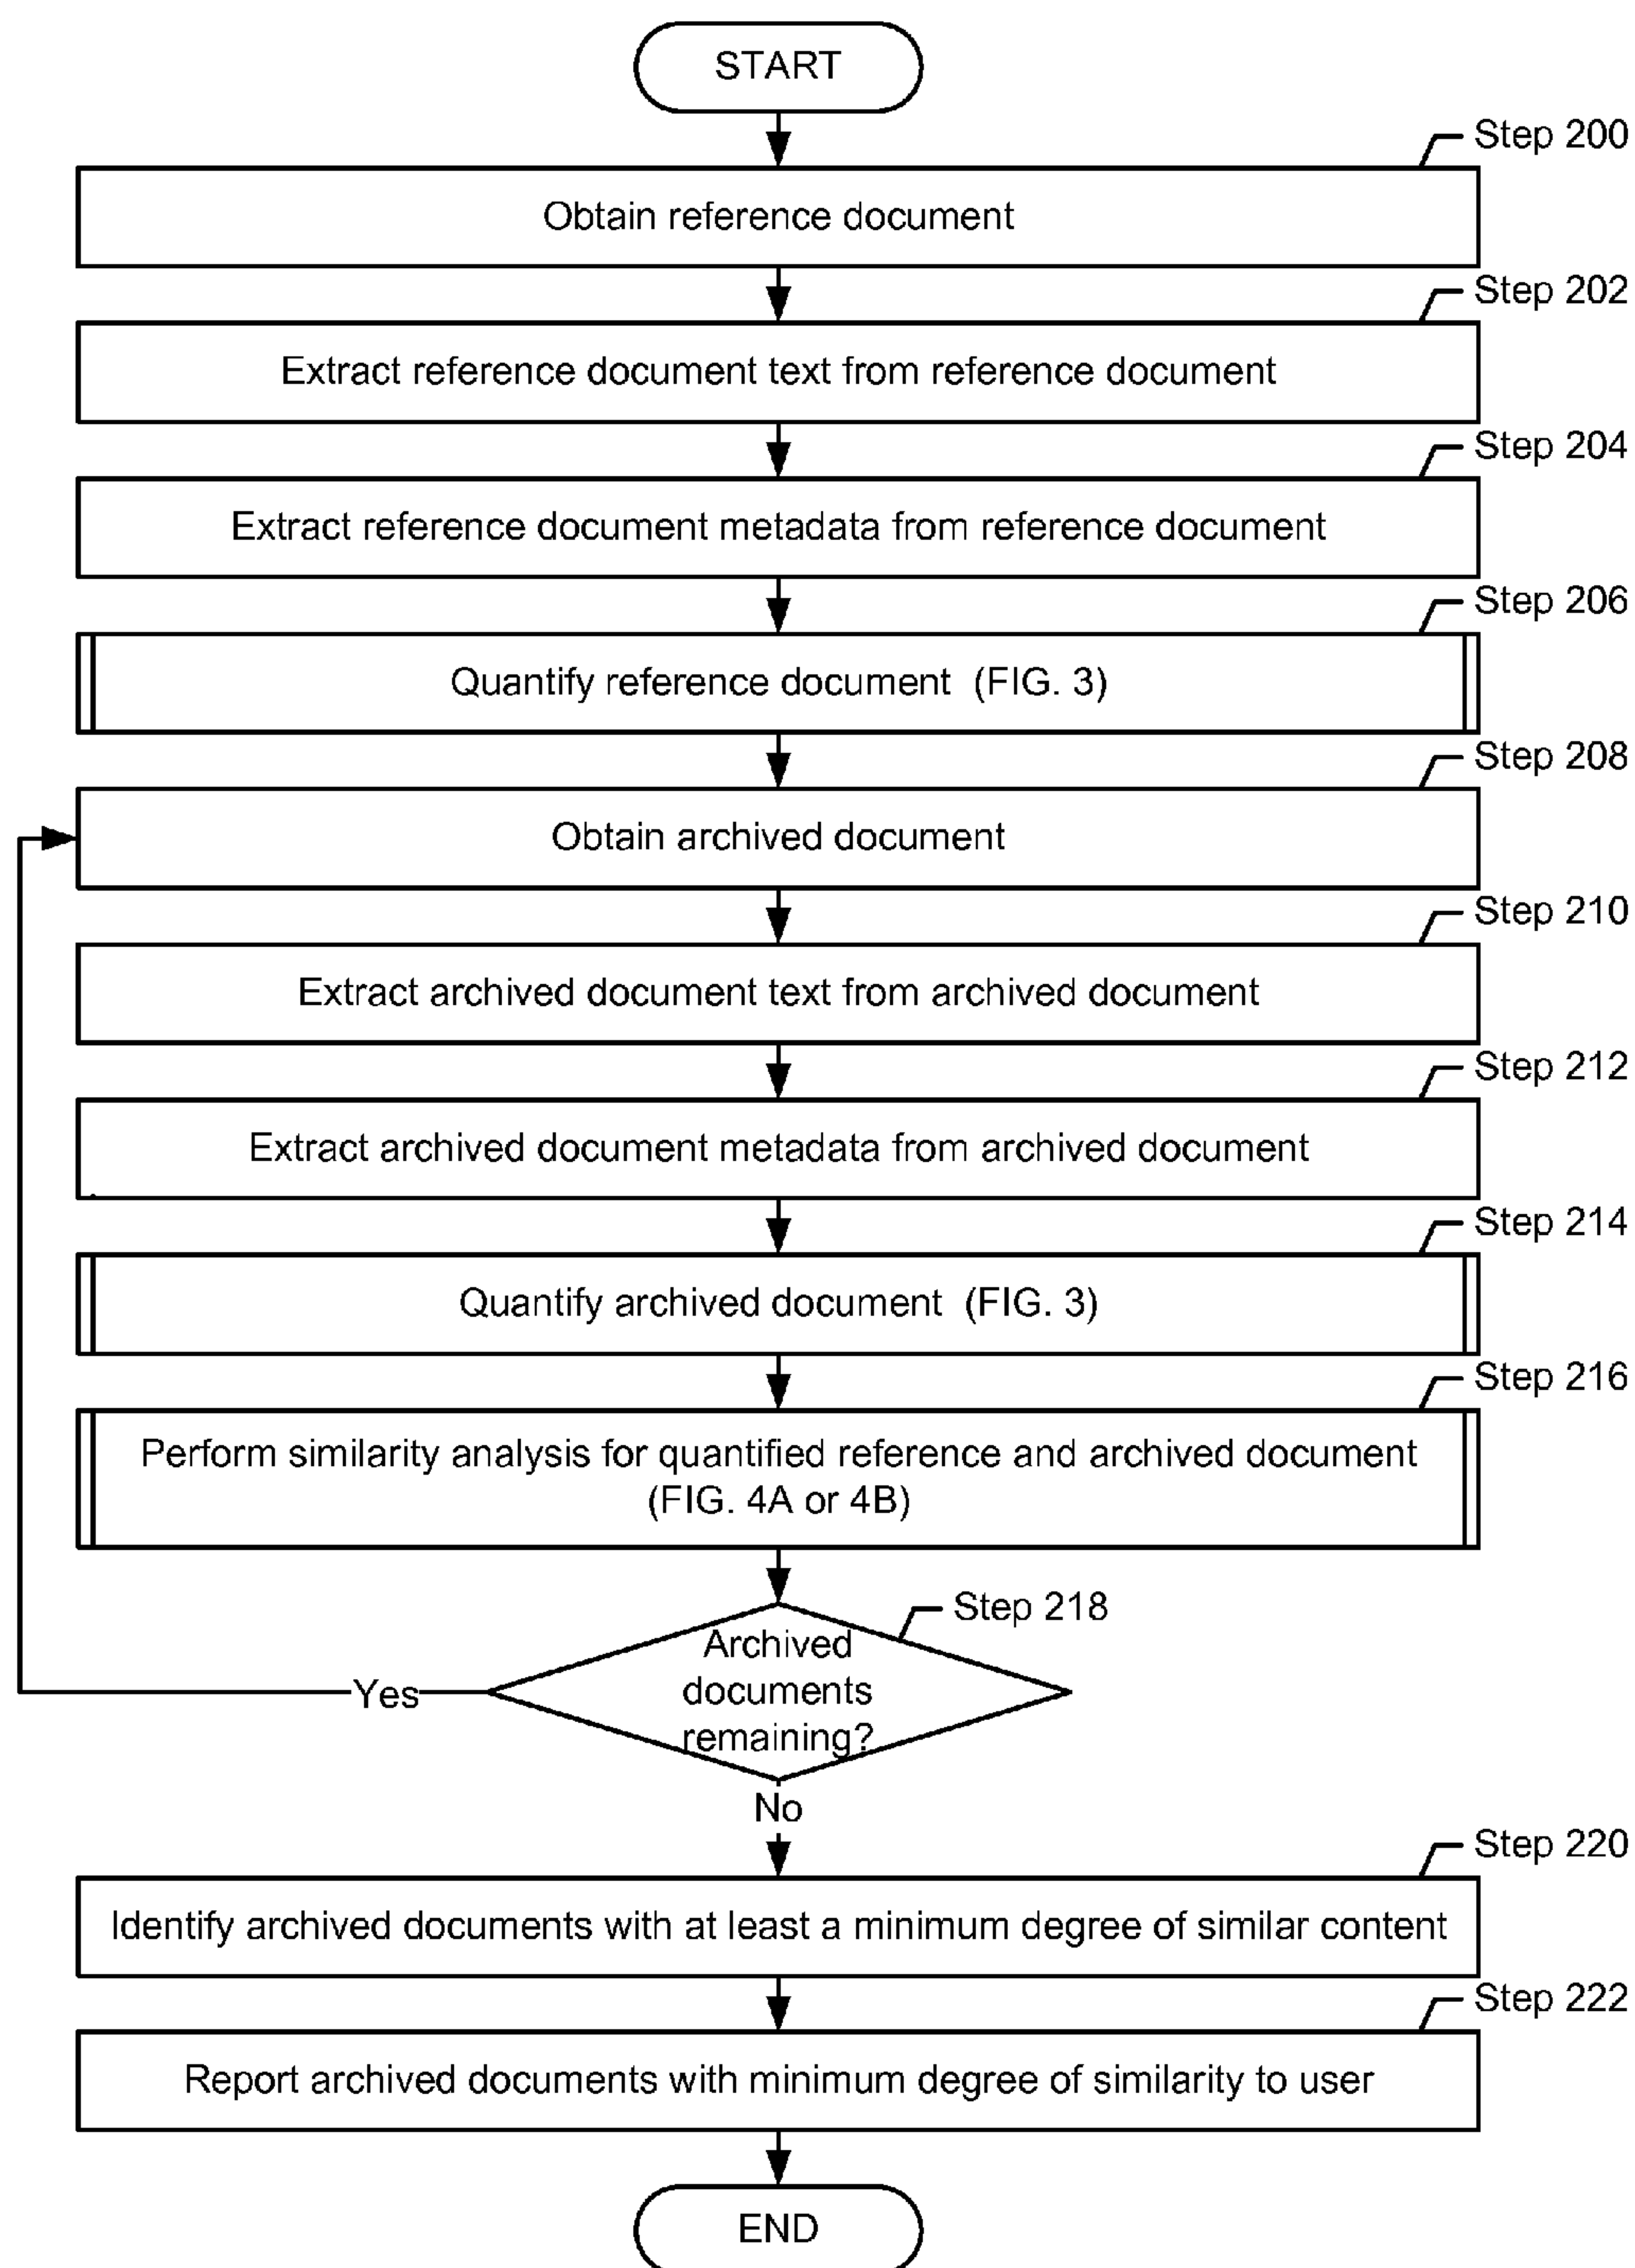 START
Step 200
Obtain reference document
Step 202
Extract reference document text from reference document
Step 204
Extract reference document metadata from reference document
Step 206
Quantify reference document (FIG. 3)
Step 208
Obtain archived document
Step 210
Extract archived document text from archived document
Step 212
Extract archived document metadata from archived document
Step 214
Quantify archived document (FIG. 3)
Step 216
Perform similarity analysis for quantified reference and archived document
(FIG. 4A or 4B)
Step 218
Archived
documents
remaining?
Yes
No
Step 220
Identify archived documents with at least a minimum degree of similar content
Step 222
Report archived documents with minimum degree of similarity to user
END